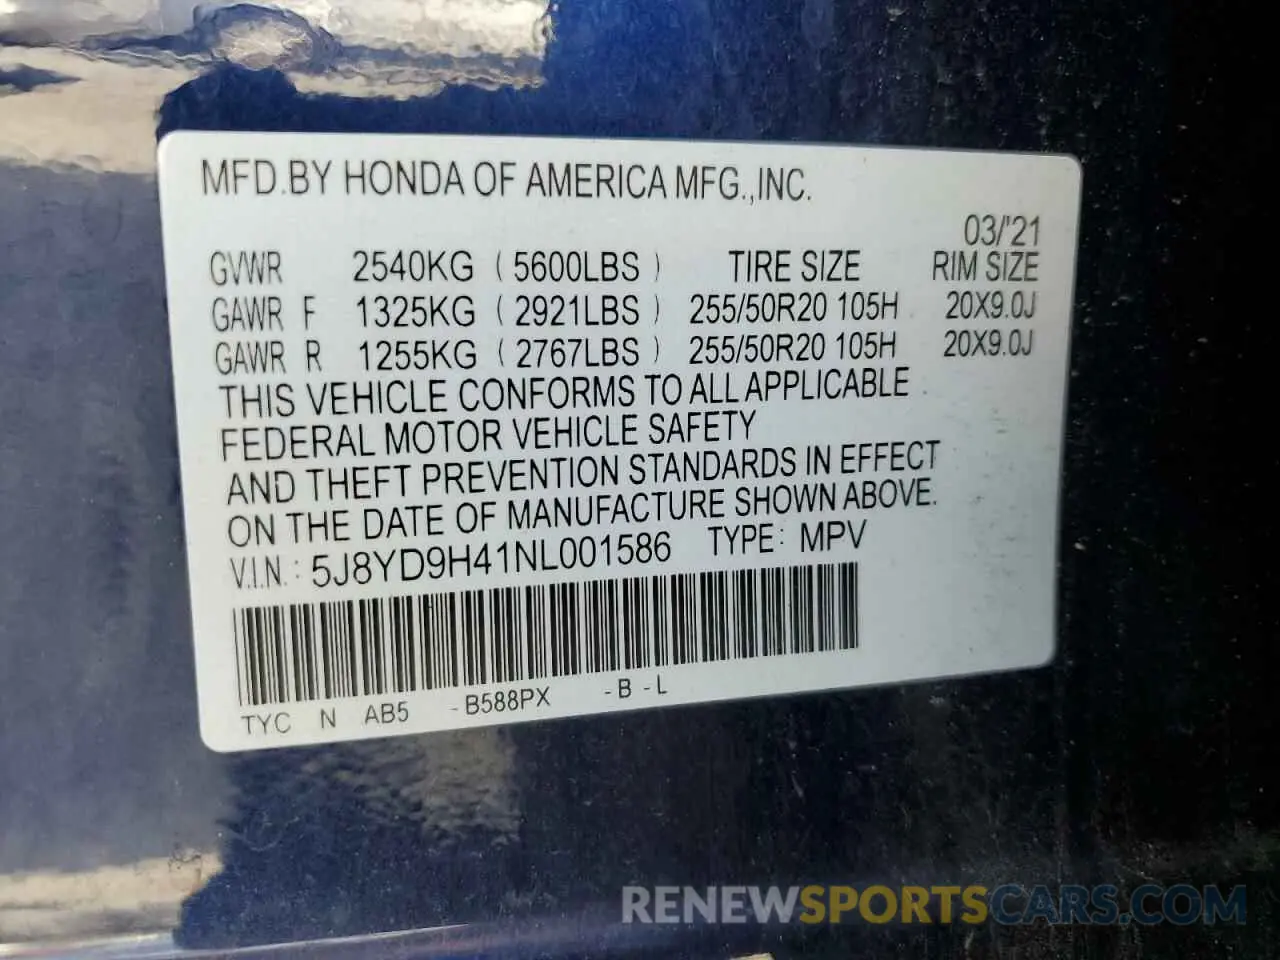 MFD.BY HONDA OF AMERICA MFG.,INC.
03/'21
GVWR 2540KG (5600LBS) TIRE SIZE RIM SIZE
GAWR F 1325KG (2921LBS) 255/50R20 105H 20X9.0J
GAWR R 1255KG (2767LBS) 255/50R20 105H 20X9.0J
THIS VEHICLE CONFORMS TO ALL APPLICABLE
FEDERAL MOTOR VEHICLE SAFETY
AND THEFT PREVENTION STANDARDS IN EFFECT
ON THE DATE OF MANUFACTURE SHOWN ABOVE.
V.I.N.: 5J8YD9H41NL001586 TYPE: MPV
TYC N AB5 -B588PX -B-L
RENEWSPORTSCARS.COM